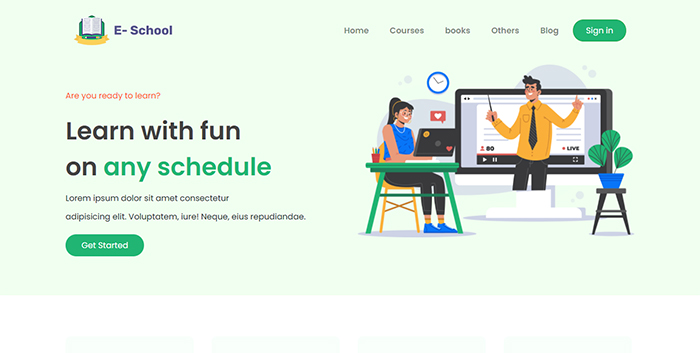 E- School
Home Courses books Others Blog Sign in
Are you ready to learn?
Learn with fun
on any schedule
Lorem ipsum dolor sit amet consectetur
adipisicing elit. Voluptatem, iure! Neque, eius repudiandae.
Get Started
80
LIVE